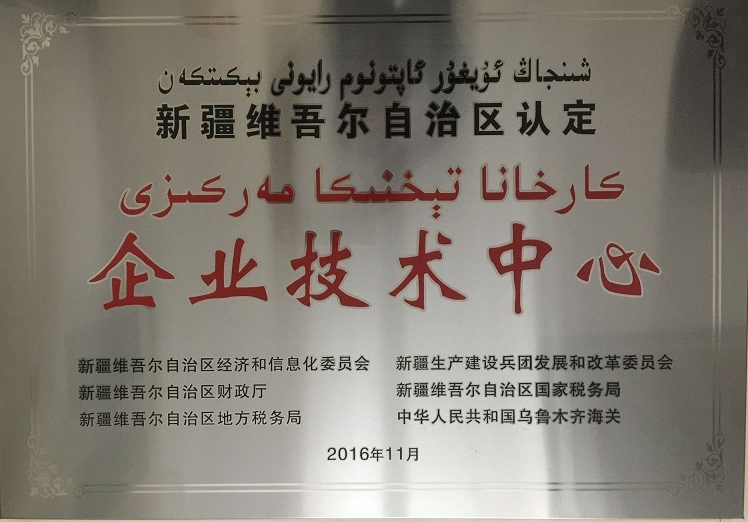 شىنجاڭ ئۇيغۇر ئاپتونوم رايونى بېكىتكەن
新疆维吾尔自治区认定
كارخانا تېخنىكا مەركىزى
企业技术中心
新疆维吾尔自治区经济和信息化委员会 新疆生产建设兵团发展和改革委员会
新疆维吾尔自治区财政厅 新疆维吾尔自治区国家税务局
新疆维吾尔自治区地方税务局 中华人民共和国乌鲁木齐海关
2016年11月